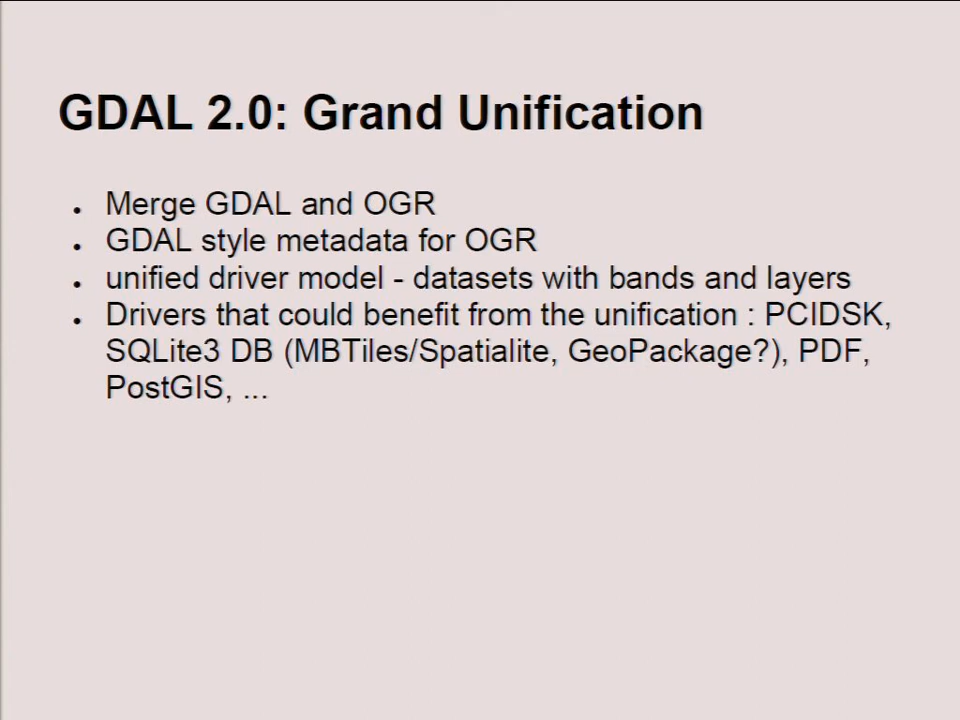 GDAL 2.0: Grand Unification
● Merge GDAL and OGR
● GDAL style metadata for OGR
● unified driver model - datasets with bands and layers
● Drivers that could benefit from the unification : PCIDSK,
SQLite3 DB (MBTiles/Spatialite, GeoPackage?), PDF,
PostGIS, ...